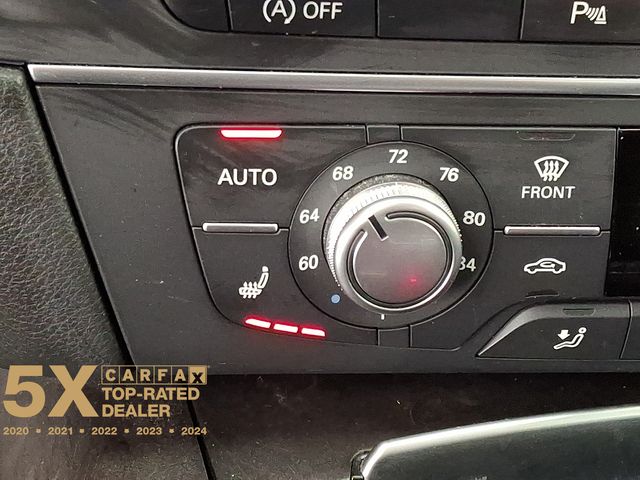 (A) OFF
P
72
68 76
AUTO
FRONT
64 80
60 84
5X CARFAX
TOP-RATED
DEALER
2020 • 2021 • 2022 • 2023 • 2024